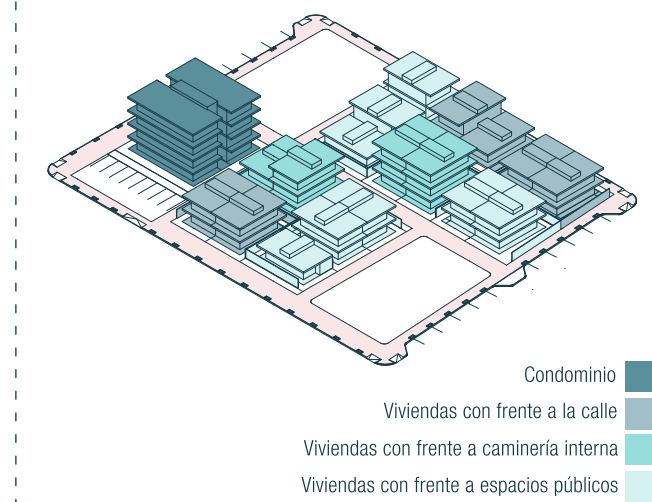 Condominio
Viviendas con frente a la calle
Viviendas con frente a caminería interna
Viviendas con frente a espacios públicos